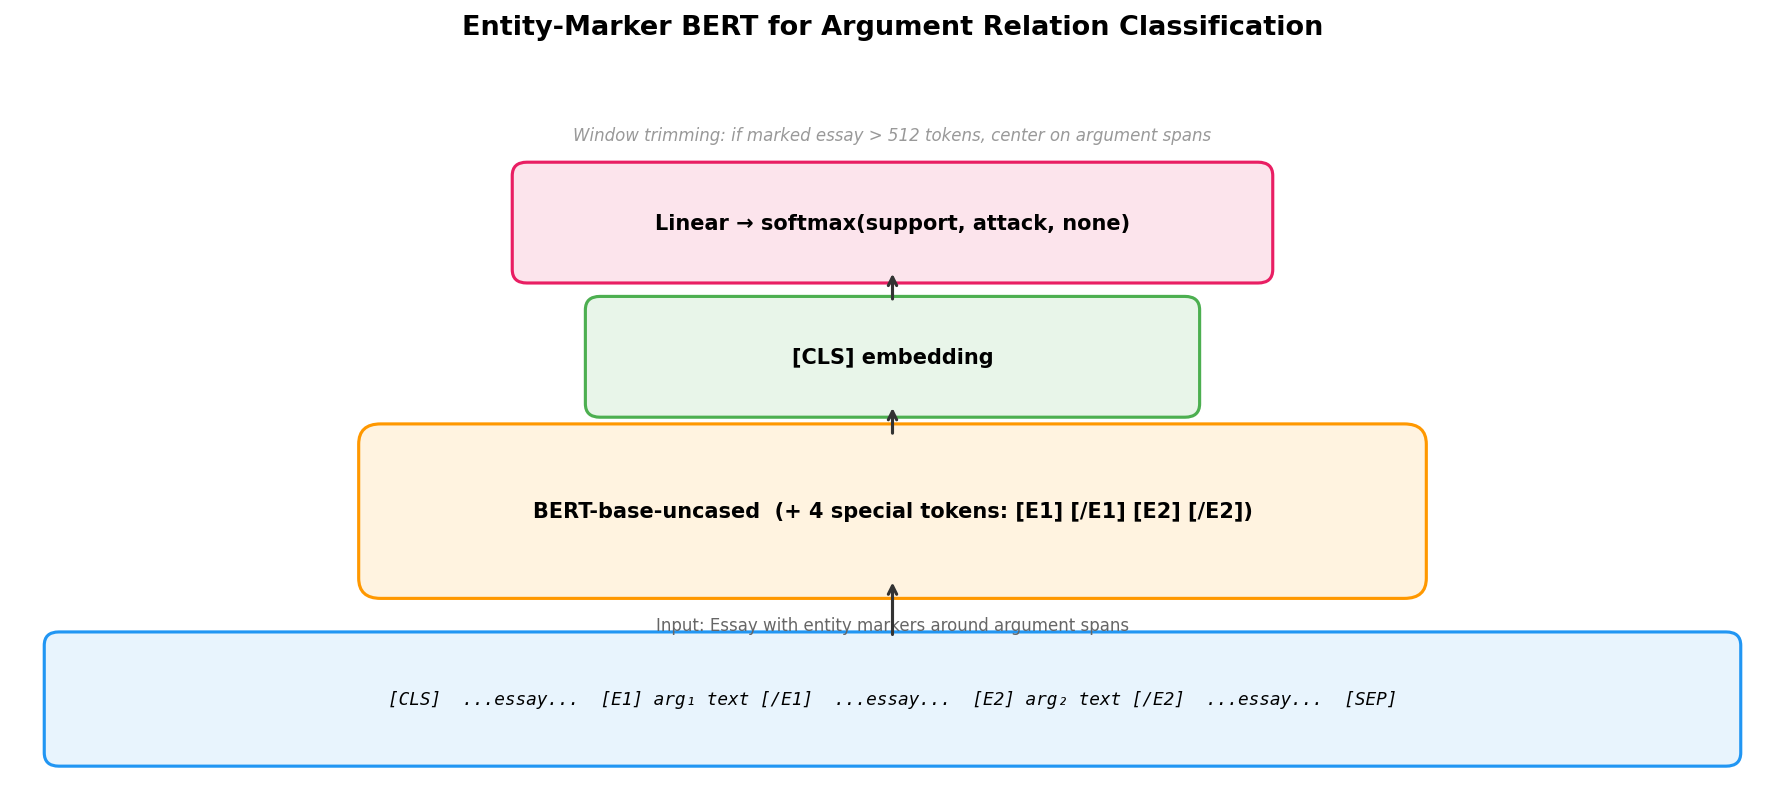 Entity-Marker BERT for Argument Relation Classification
Window trimming: if marked essay > 512 tokens, center on argument spans
Linear → softmax(support, attack, none)
[CLS] embedding
BERT-base-uncased  (+ 4 special tokens: [E1] [/E1] [E2] [/E2])
Input: Essay with entity markers around argument spans
[CLS]  ...essay...  [E1] arg₁ text [/E1]  ...essay...  [E2] arg₂ text [/E2]  ...essay...  [SEP]